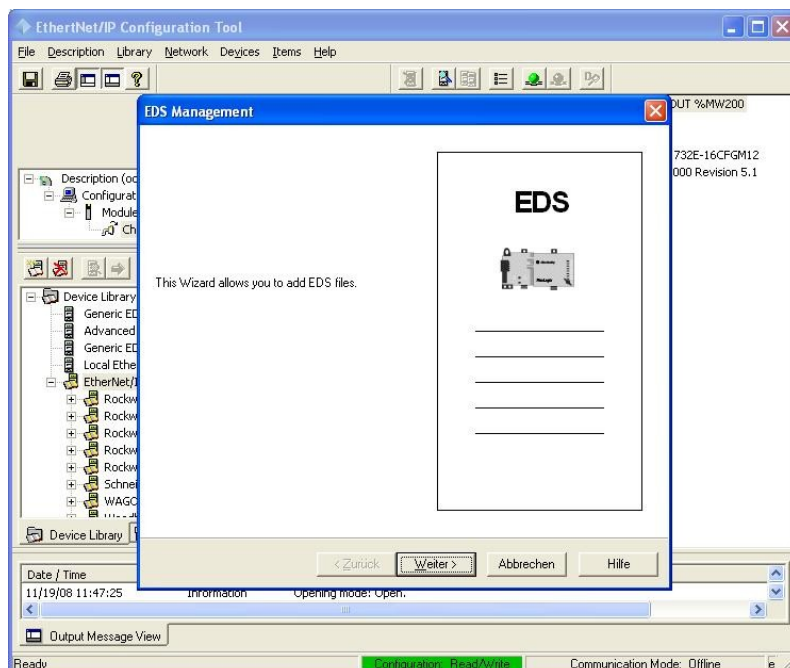 EthertNet/IP Configuration Tool
File Description Library Network Devices Items Help
EDS Management
OUT %MW200
732E-16CFGM12
000 Revision 5.1
EDS
This Wizard allows you to add EDS files.
Description (oc
Configurat
Module
Ch
Device Library
Generic ED
Advanced
Generic ED
Local Ethe
EtherNet/I
Rockw
Rockw
Rockw
Rockw
Rockw
Schnei
WAGO
Device Library
< Zurück Weiter > Abbrechen Hilfe
Date / Time
11/19/08 11:47:25 Information Opening mode: Open.
Output Message View
Ready Configuration: Read/Write Communication Mode: Offline e